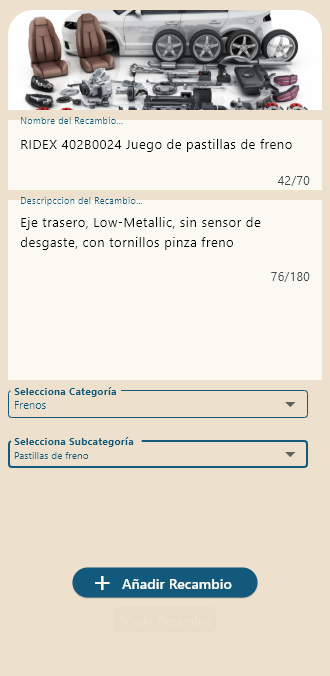 Nombre del Recambio...
RIDEX 402B0024 Juego de pastillas de freno
42/70
Descripccion del Recambio...
Eje trasero, Low-Metallic, sin sensor de
desgaste, con tornillos pinza freno
76/180
Selecciona Categoría
Frenos
Selecciona Subcategoría
Pastillas de freno
Añadir Recambio
Añadir Recambio